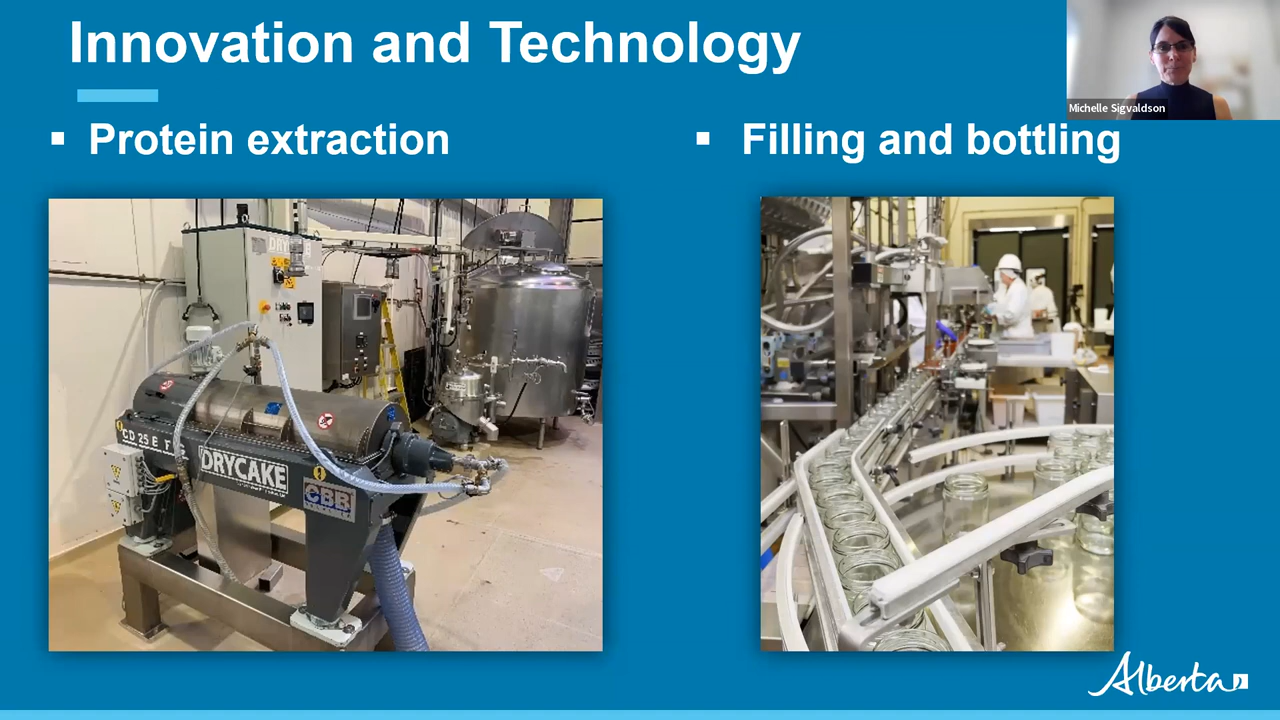 Innovation and Technology
Michelle Sigvaldson
▪ Protein extraction
▪ Filling and bottling
CD 25 E
DRYCAKE
CBB
Alberta